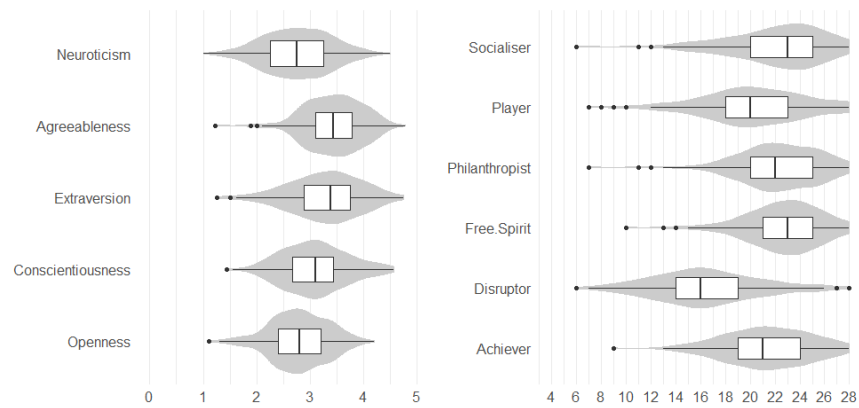 Neuroticism
Agreeableness
Extraversion
Conscientiousness
Openness
0 1 2 3 4 5
Socialiser
Player
Philanthropist
Free.Spirit
Disruptor
Achiever
4 6 8 10 12 14 16 18 20 22 24 26 28